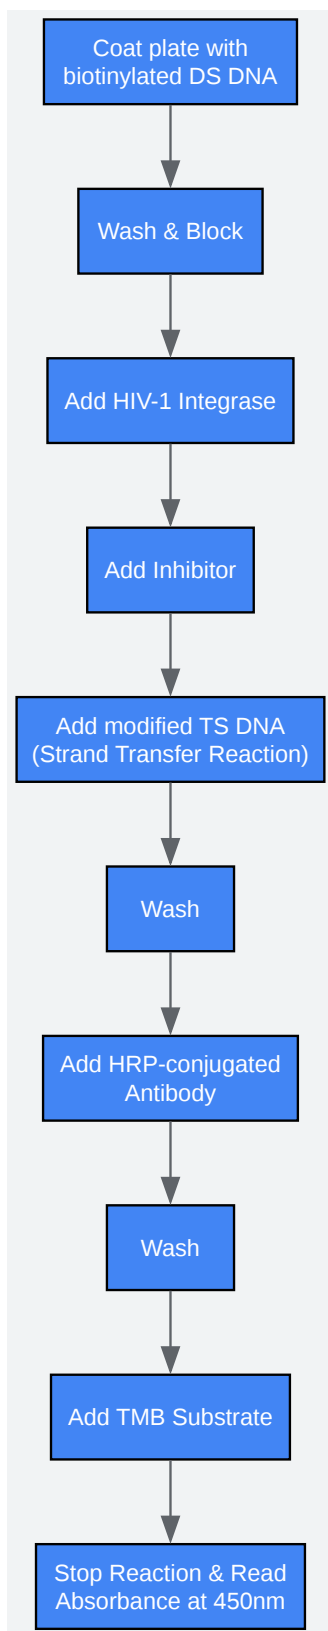 Coat plate with
biotinylated DS DNA
Wash & Block
Add HIV-1 Integrase
Add Inhibitor
Add modified TS DNA
(Strand Transfer Reaction)
Wash
Add HRP-conjugated
Antibody
Wash
Add TMB Substrate
Stop Reaction & Read
Absorbance at 450nm